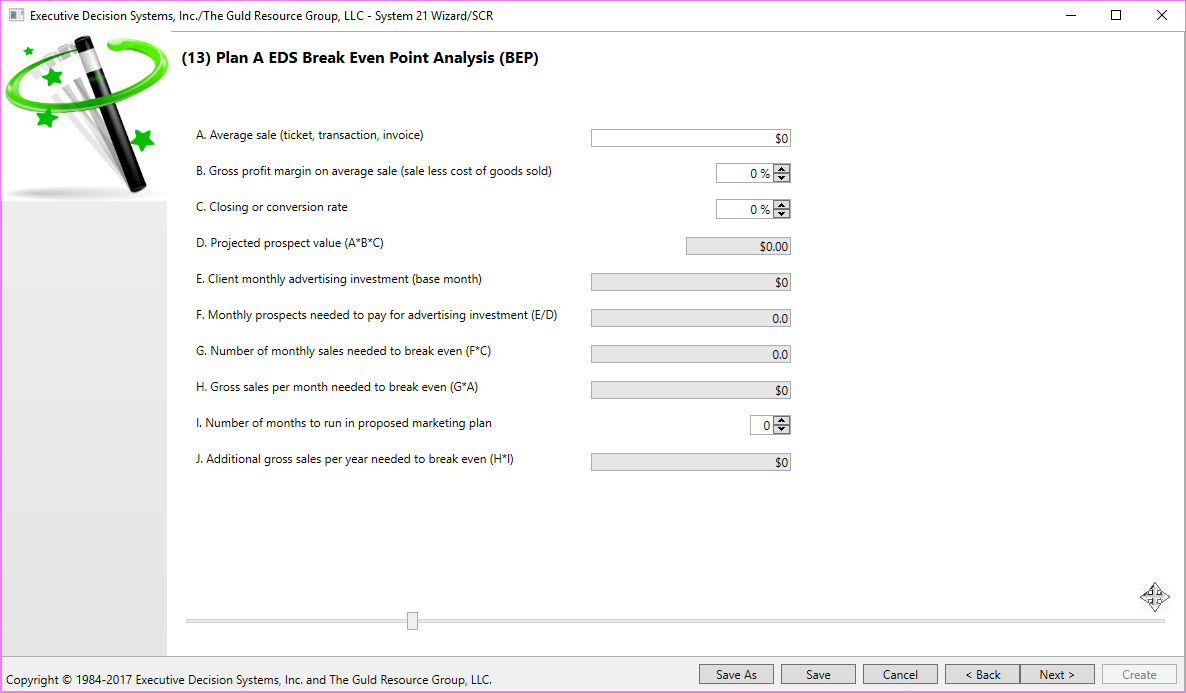 Executive Decision Systems, Inc./The Guld Resource Group, LLC - System 21 Wizard/SCR
(13) Plan A EDS Break Even Point Analysis (BEP)
A. Average sale (ticket, transaction, invoice) $0
B. Gross profit margin on average sale (sale less cost of goods sold) 0 %
C. Closing or conversion rate 0 %
D. Projected prospect value (A*B*C) $0.00
E. Client monthly advertising investment (base month) $0
F. Monthly prospects needed to pay for advertising investment (E/D) 0.0
G. Number of monthly sales needed to break even (F*C) 0.0
H. Gross sales per month needed to break even (G*A) $0
I. Number of months to run in proposed marketing plan 0
J. Additional gross sales per year needed to break even (H*I) $0
Copyright © 1984-2017 Executive Decision Systems, Inc. and The Guld Resource Group, LLC. Save As Save Cancel < Back Next > Create